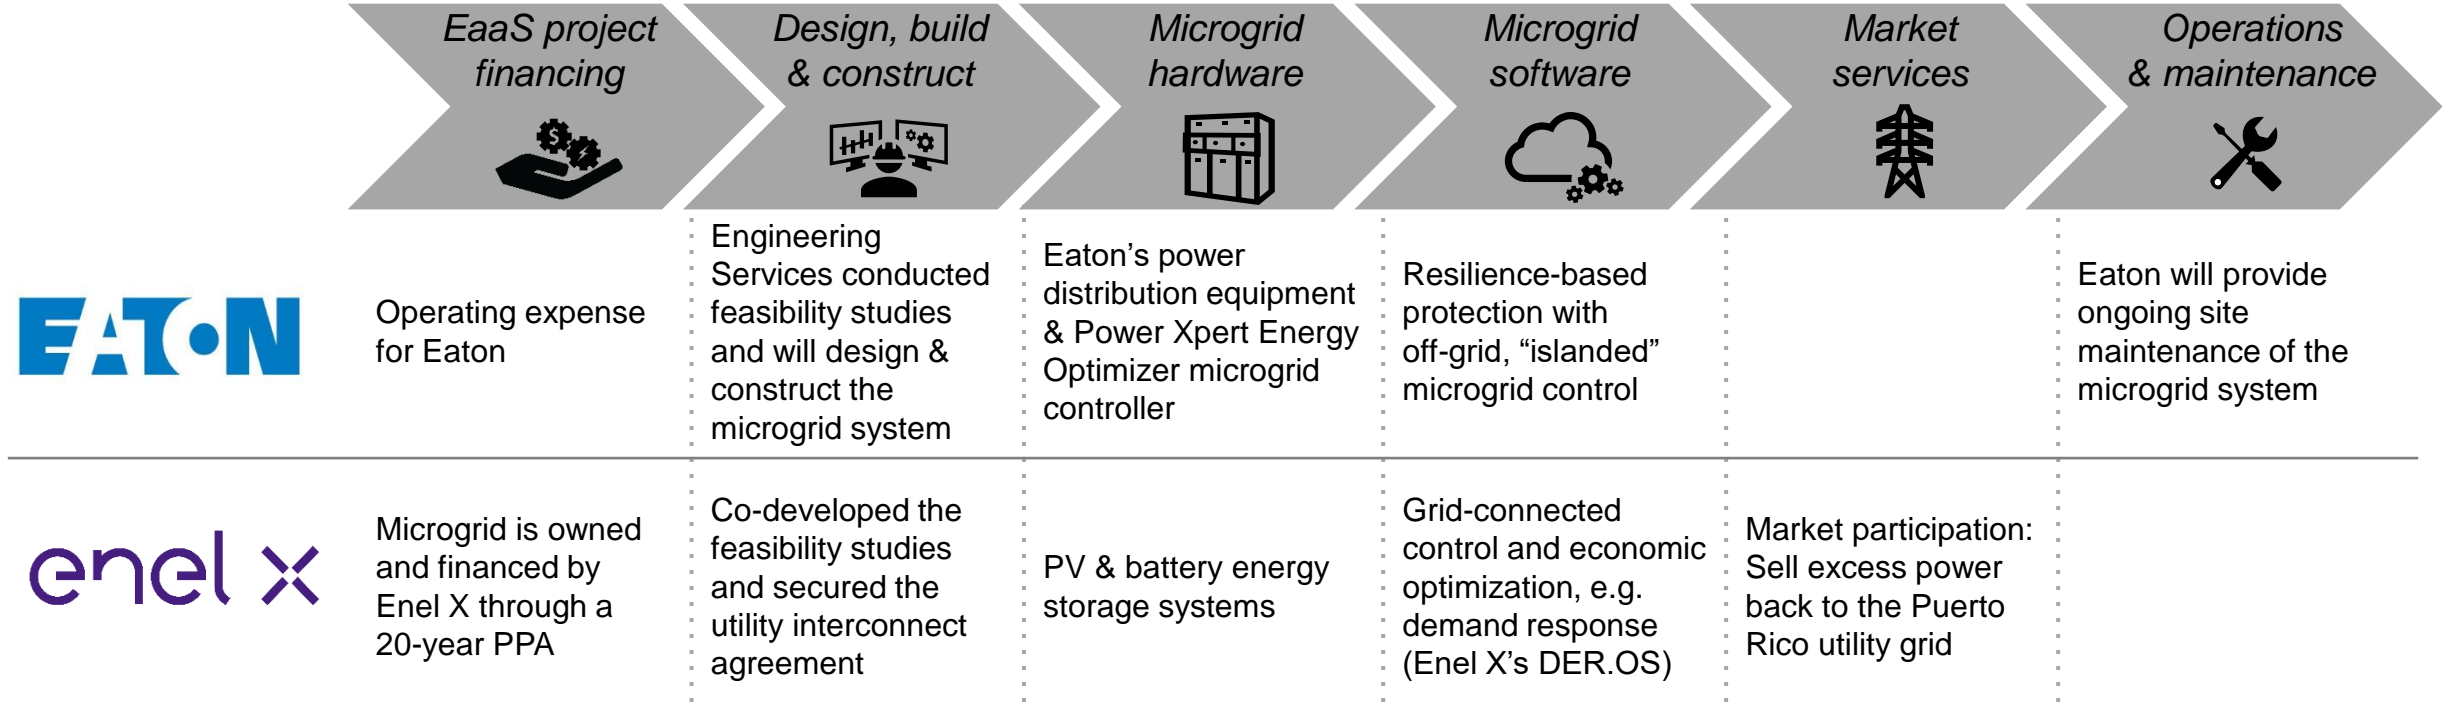 EaaS project
financing
Design, build
& construct
Microgrid
hardware
Microgrid
software
Market
services
Operations
& maintenance
$
EATON
Operating expense
for Eaton
Engineering
Services conducted
feasibility studies
and will design &
construct the
microgrid system
Eaton’s power
distribution equipment
& Power Xpert Energy
Optimizer microgrid
controller
Resilience-based
protection with
off-grid, “islanded”
microgrid control
Eaton will provide
ongoing site
maintenance of the
microgrid system
enel x
Microgrid is owned
and financed by
Enel X through a
20-year PPA
Co-developed the
feasibility studies
and secured the
utility interconnect
agreement
PV & battery energy
storage systems
Grid-connected
control and economic
optimization, e.g.
demand response
(Enel X’s DER.OS)
Market participation:
Sell excess power
back to the Puerto
Rico utility grid